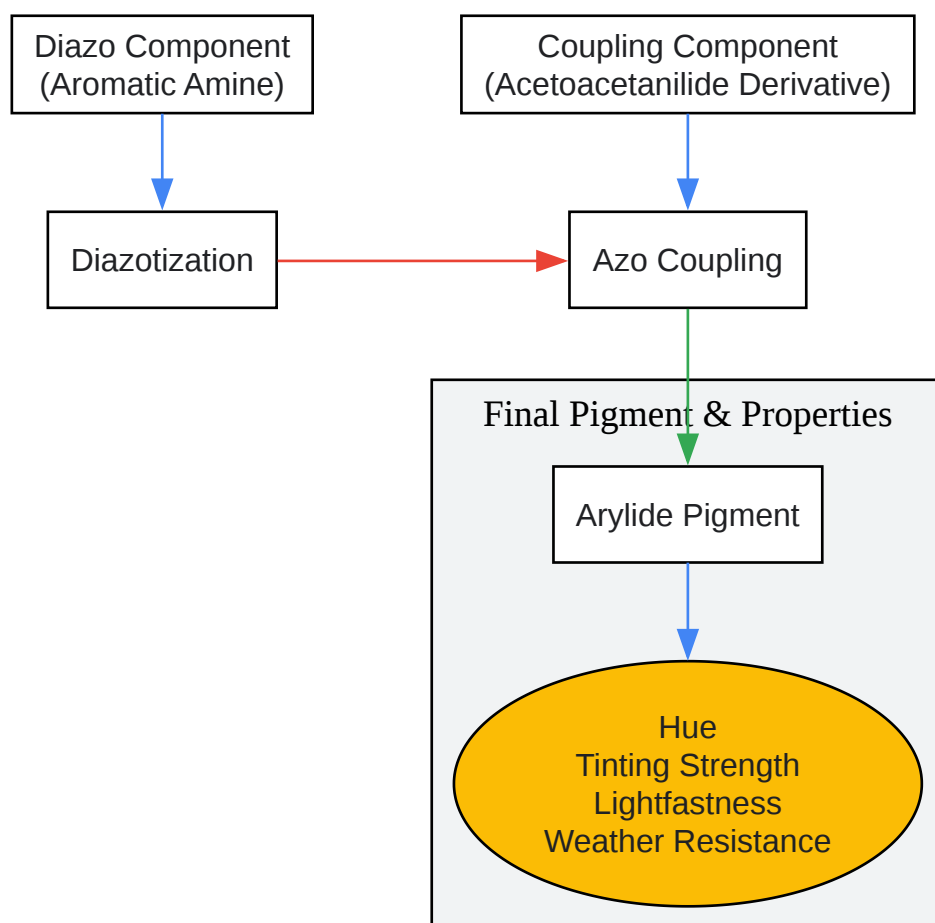 Diazo Component
(Aromatic Amine)
Coupling Component
(Acetoacetanilide Derivative)
Diazotization
Azo Coupling
Final Pigment & Properties
Arylide Pigment
Hue
Tinting Strength
Lightfastness
Weather Resistance